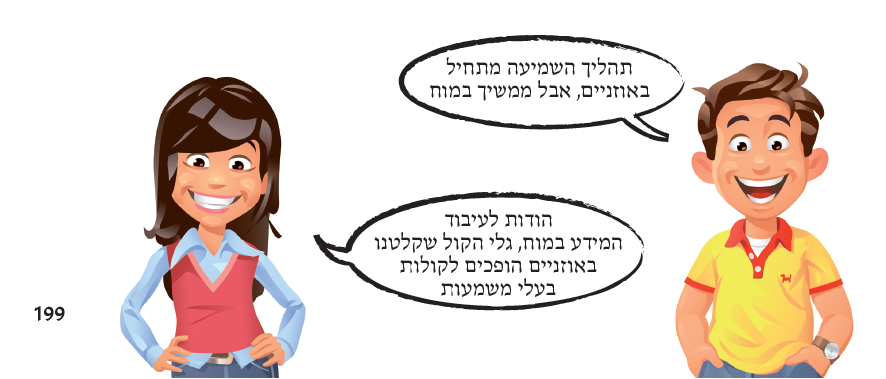 תהליך השמיעה מתחיל
באוזניים, אבל ממשיך במוח
הודות לעיבוד
המידע במוח, גלי הקול שקלטנו
באוזניים הופכים לקולות
בעלי משמעות
199